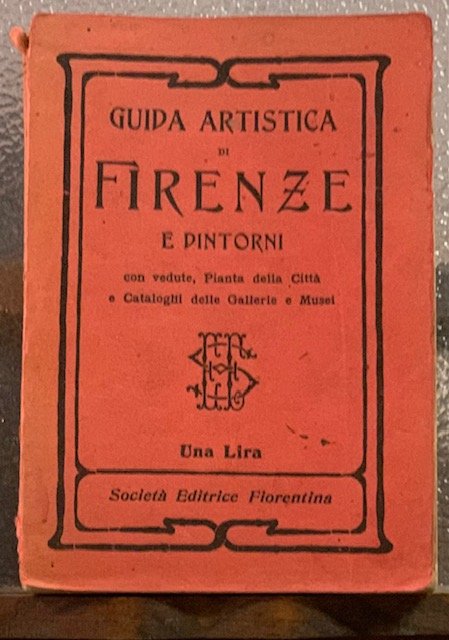 GUIDA ARTISTICA
DI
FIRENZE
E DINTORNI
con vedute, Pianta della Città
e Cataloghi delle Gallerie e Musei
Una Lira
Società Editrice Fiorentina